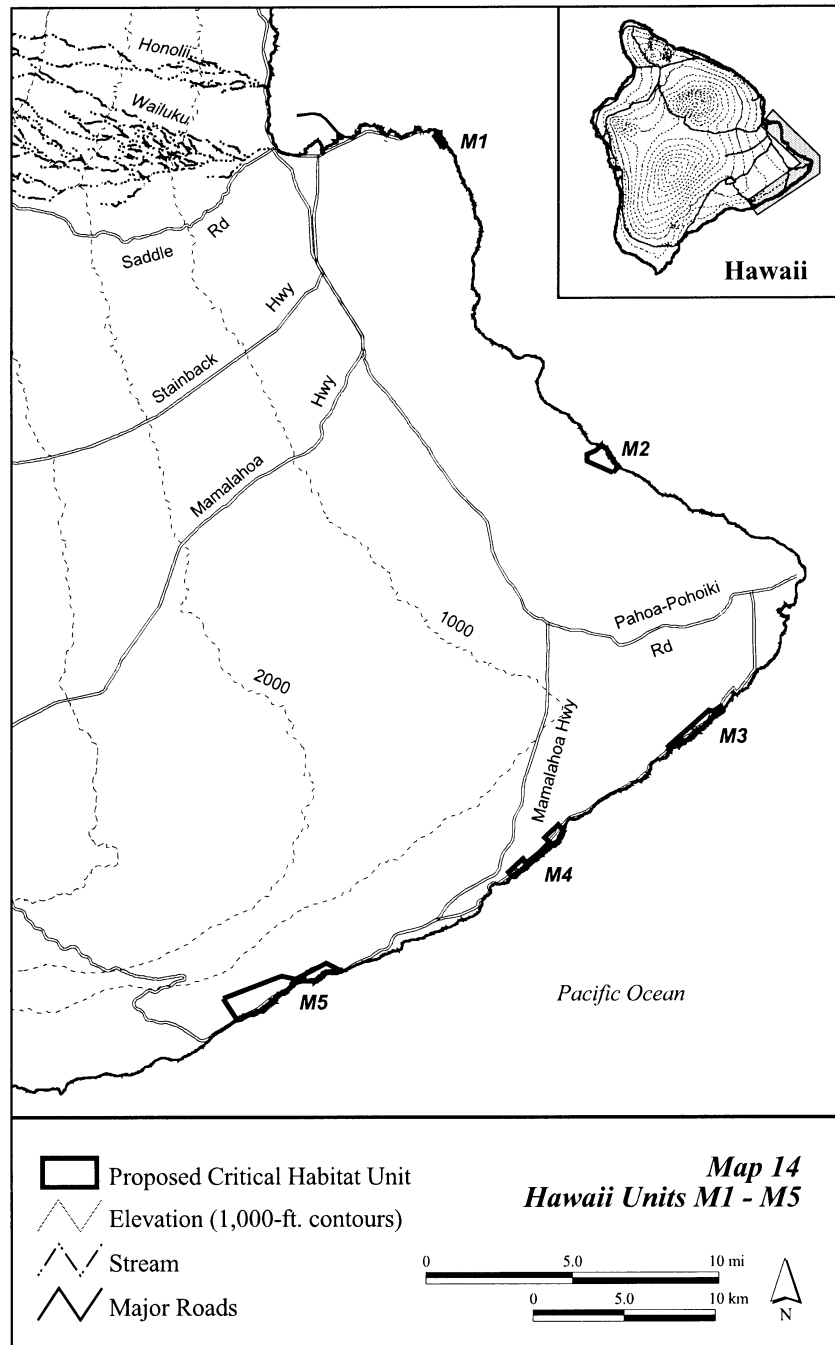 Honolii
Wailuku
M1
Hawaii
Saddle Rd
Stainback Hwy
Mamalahoa Hwy
M2
1000
Pahoa-Pohoiki Rd
2000
Mamalahoa Hwy
M3
M4
M5
Pacific Ocean
Proposed Critical Habitat Unit
Elevation (1,000-ft. contours)
Stream
Major Roads
Map 14
Hawaii Units M1 - M5
0 5.0 10 mi
0 5.0 10 km
N